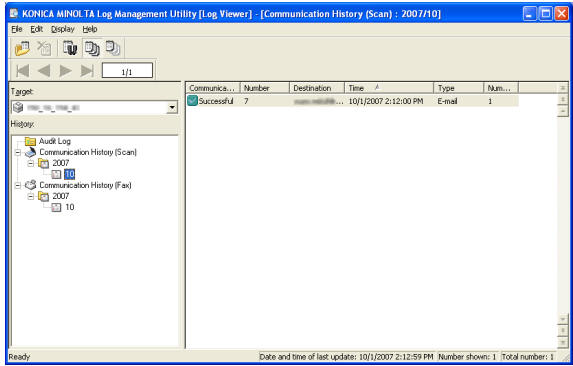 KONICA MINOLTA Log Management Utility [Log Viewer] - [Communication History (Scan) : 2007/10]
File Edit Display Help
1/1
Target:
History:
Audit Log
Communication History (Scan)
2007
10
Communication History (Fax)
2007
10
Communica... Number Destination Time Type Num...
Successful 7 ... 10/1/2007 2:12:00 PM E-mail 1
Ready Date and time of last update: 10/1/2007 2:12:59 PM Number shown: 1 Total number: 1